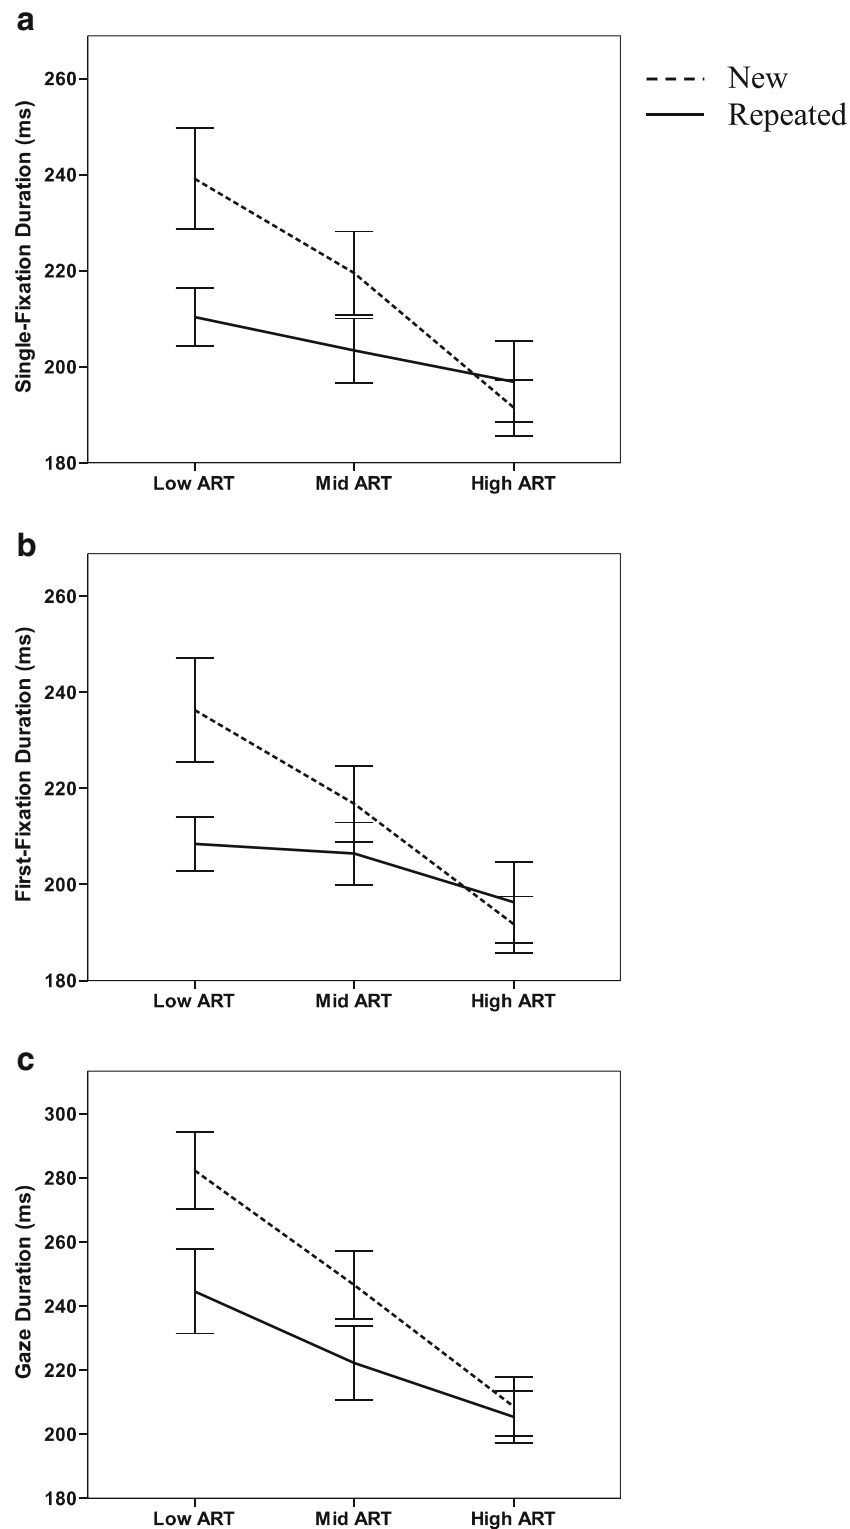 a
New
Repeated
Single-Fixation Duration (ms)
260
240
220
200
180
Low ART Mid ART High ART
b
First-Fixation Duration (ms)
260
240
220
200
180
Low ART Mid ART High ART
c
Gaze Duration (ms)
300
280
260
240
220
200
180
Low ART Mid ART High ART